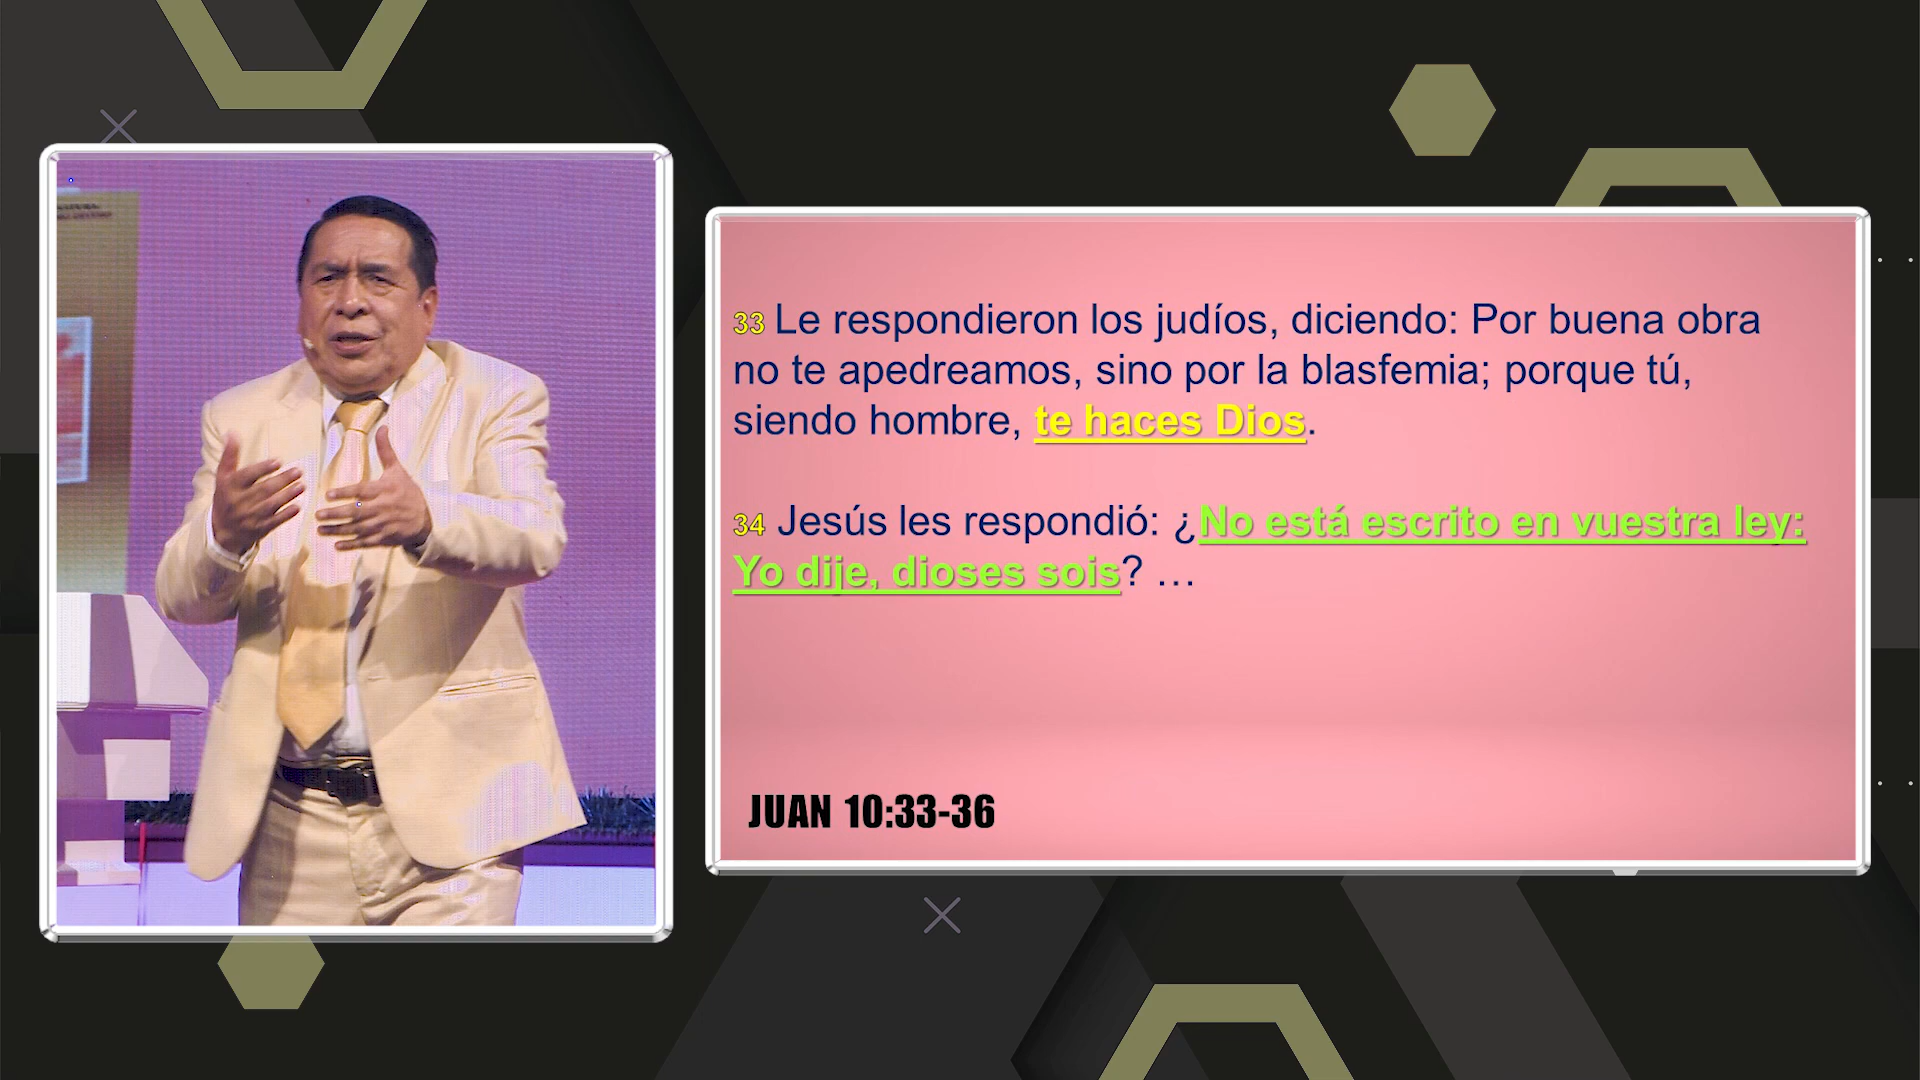 33 Le respondieron los judíos, diciendo: Por buena obra
no te apedreamos, sino por la blasfemia; porque tú,
siendo hombre, te haces Dios.
34 Jesús les respondió: ¿No está escrito en vuestra ley:
Yo dije, dioses sois? …
JUAN 10:33-36